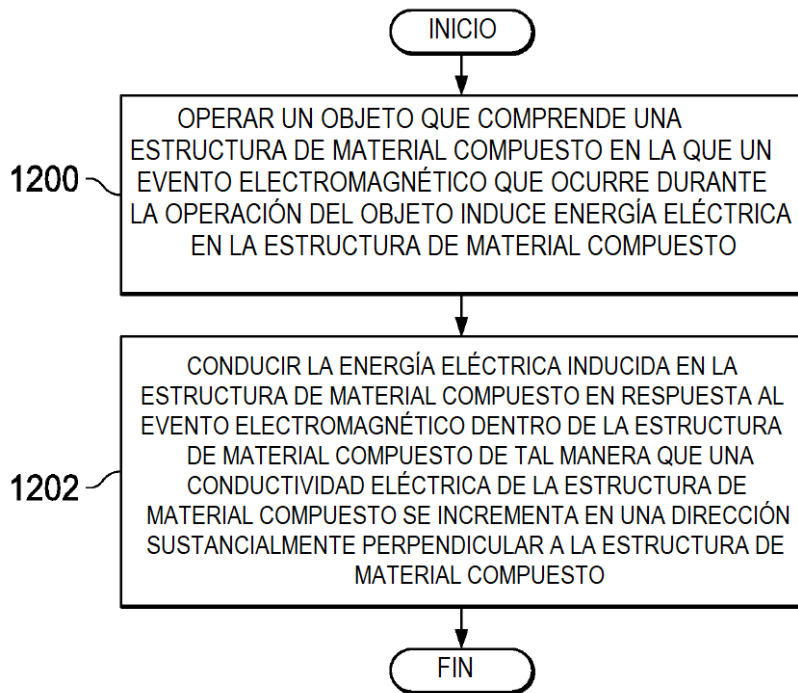 INICIO
1200
OPERAR UN OBJETO QUE COMPRENDE UNA
ESTRUCTURA DE MATERIAL COMPUESTO EN LA QUE UN
EVENTO ELECTROMAGNÉTICO QUE OCURRE DURANTE
LA OPERACIÓN DEL OBJETO INDUCE ENERGÍA ELÉCTRICA
EN LA ESTRUCTURA DE MATERIAL COMPUESTO
1202
CONDUCIR LA ENERGÍA ELÉCTRICA INDUCIDA EN LA
ESTRUCTURA DE MATERIAL COMPUESTO EN RESPUESTA AL
EVENTO ELECTROMAGNÉTICO DENTRO DE LA ESTRUCTURA
DE MATERIAL COMPUESTO DE TAL MANERA QUE UNA
CONDUCTIVIDAD ELÉCTRICA DE LA ESTRUCTURA DE
MATERIAL COMPUESTO SE INCREMENTA EN UNA DIRECCIÓN
SUSTANCIALMENTE PERPENDICULAR A LA ESTRUCTURA DE
MATERIAL COMPUESTO
FIN